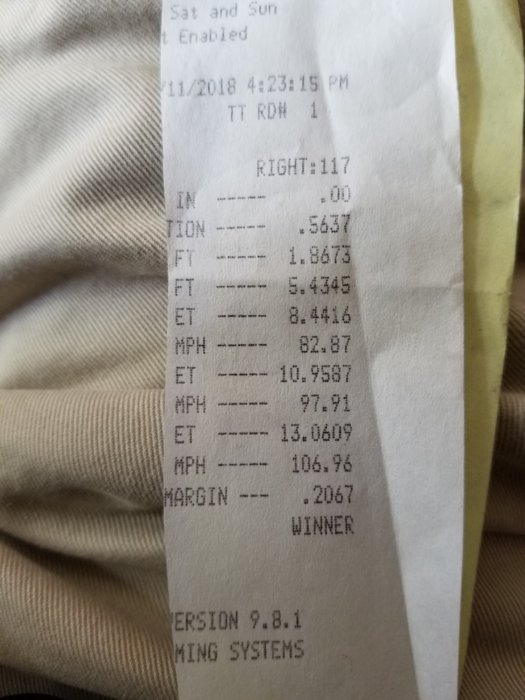 Sat and Sun
t Enabled
/11/2018 4:23:15 PM
TT RD# 1
RIGHT:117
IN ----- .00
TION ----- .5637
FT ----- 1.8673
FT ----- 5.4345
ET ----- 8.4416
MPH ----- 82.87
ET ----- 10.9587
MPH ----- 97.91
ET ----- 13.0609
MPH ----- 106.96
MARGIN --- .2067
WINNER
ERSION 9.8.1
MING SYSTEMS